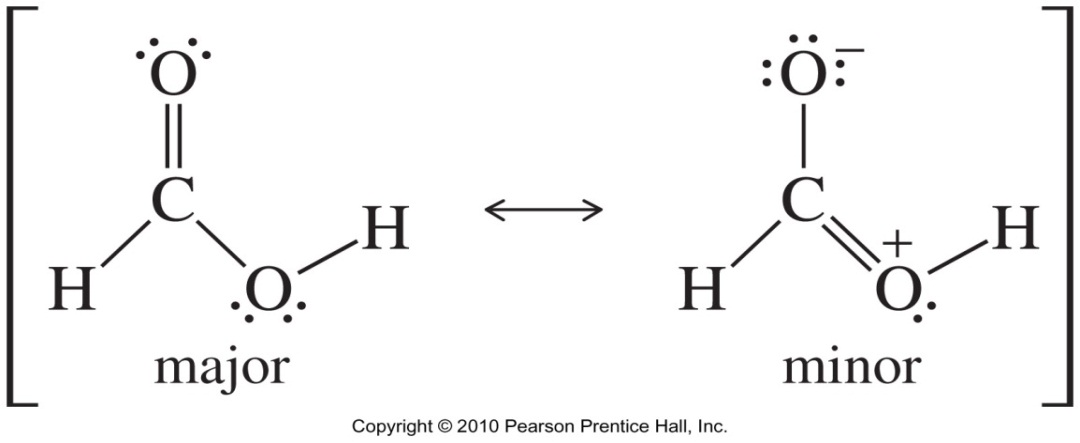 O O−
C C
H H H + H
H O H O
major minor
Copyright © 2010 Pearson Prentice Hall, Inc.